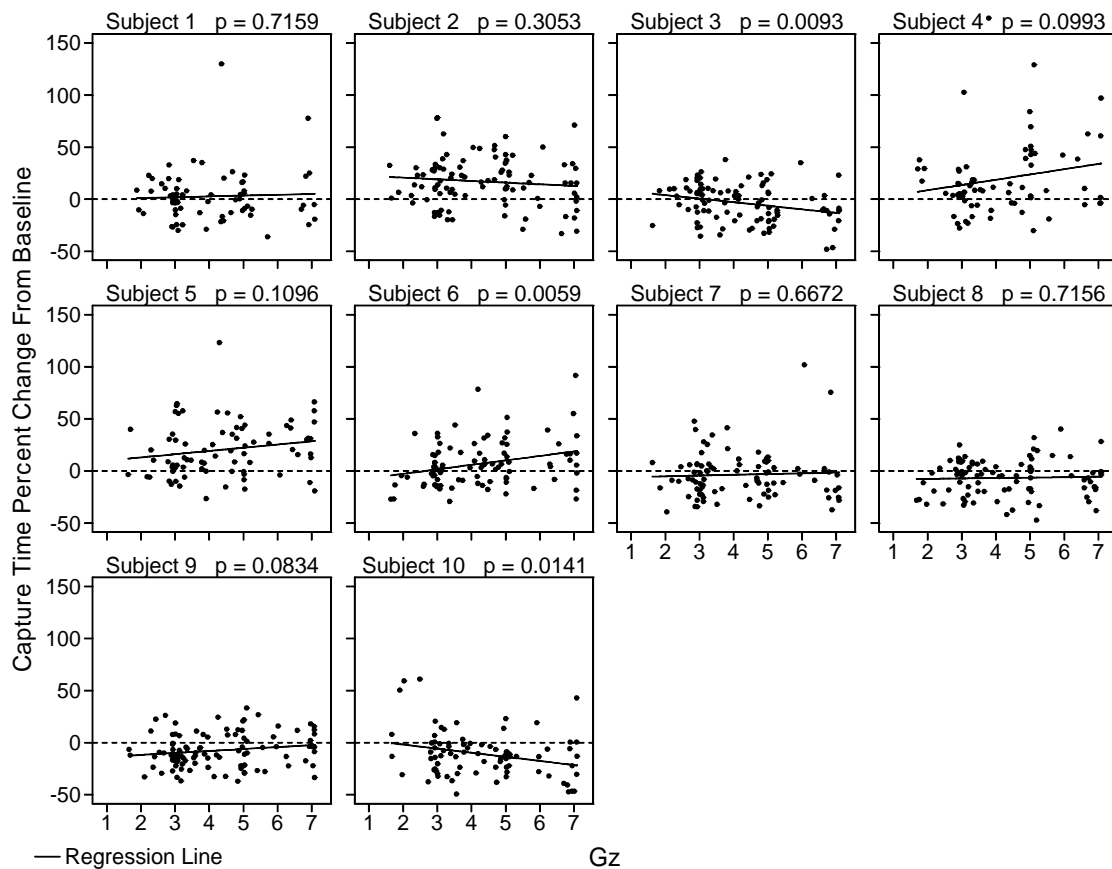 Subject 1 p = 0.7159
Subject 2 p = 0.3053
Subject 3 p = 0.0093
Subject 4 p = 0.0993
150
100
50
0
-50
Subject 5 p = 0.1096
Subject 6 p = 0.0059
Subject 7 p = 0.6672
Subject 8 p = 0.7156
150
100
50
0
-50
1 2 3 4 5 6 7
1 2 3 4 5 6 7
Subject 9 p = 0.0834
Subject 10 p = 0.0141
150
100
50
0
-50
1 2 3 4 5 6 7
1 2 3 4 5 6 7
Capture Time Percent Change From Baseline
Regression Line
Gz